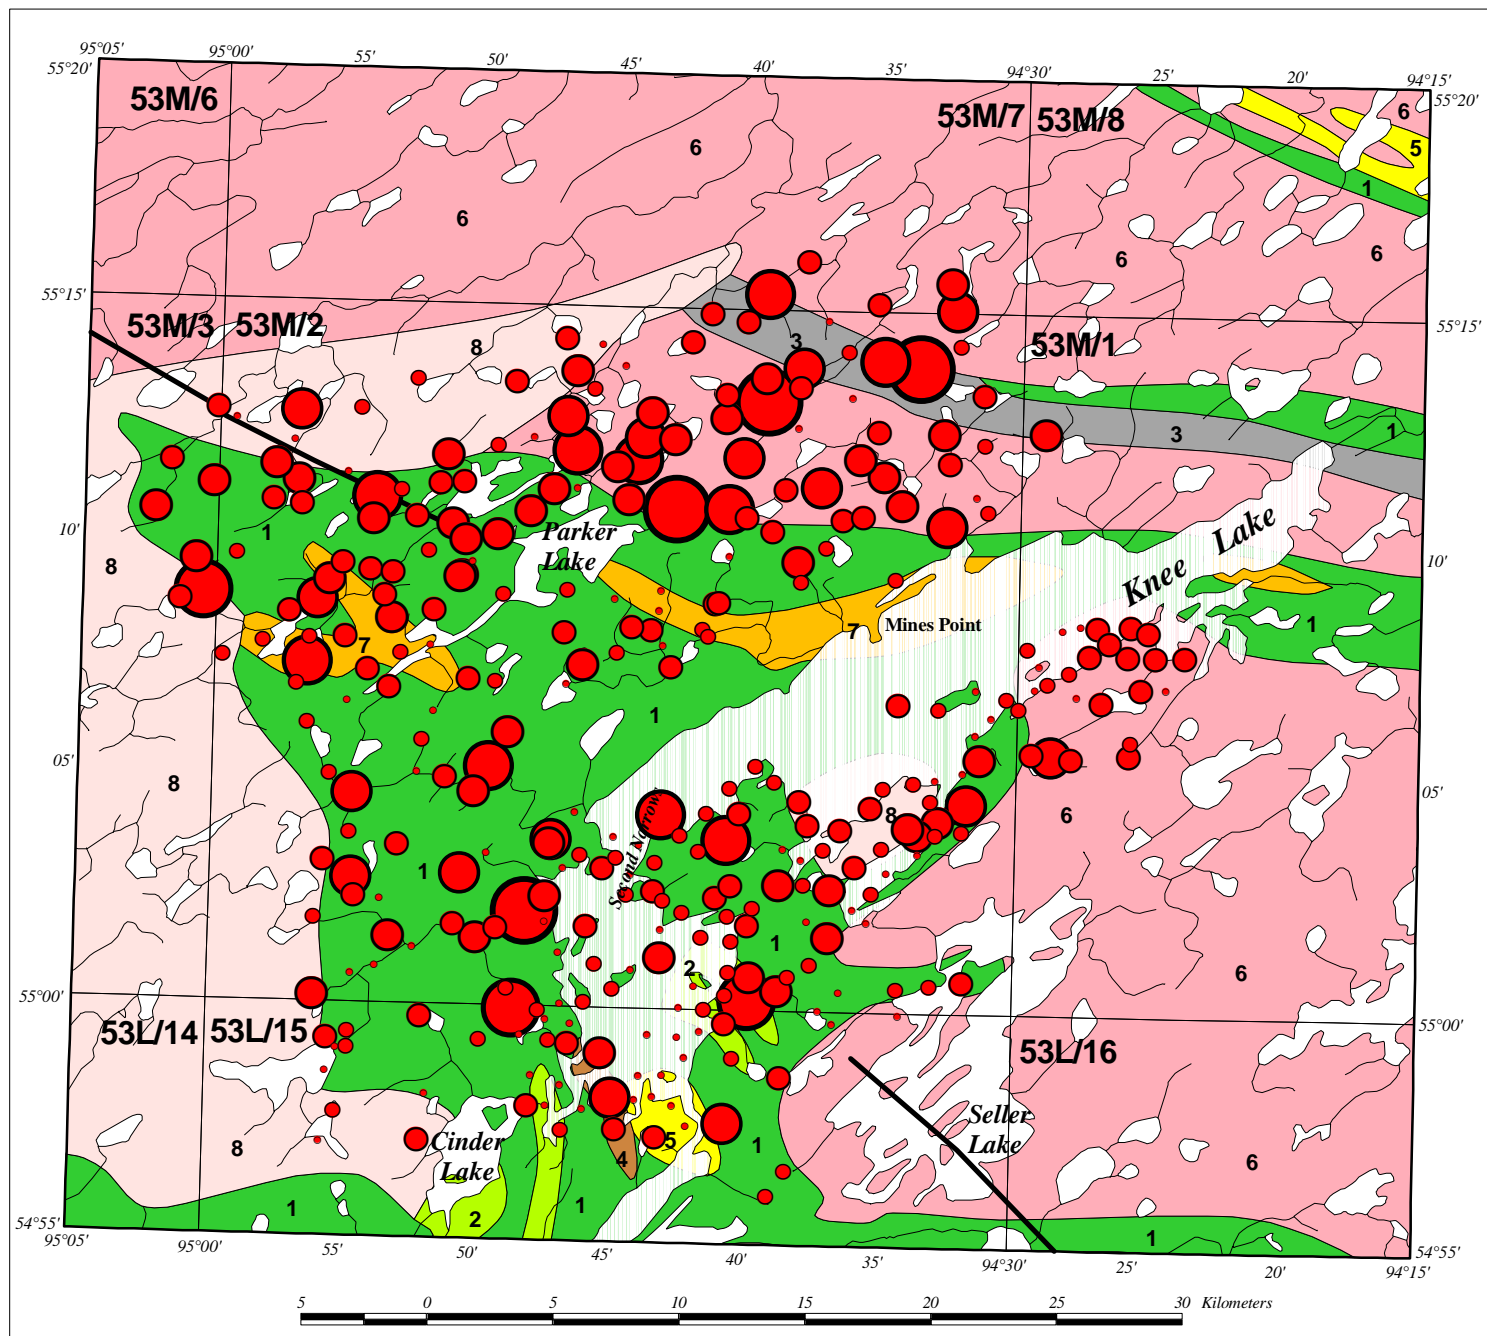 95°05' 95°00' 55' 50' 45' 40' 35' 94°30' 25' 20' 94°15'
55°20' 55°20'
53M/6 53M/7 53M/8 6
6 5
6 1
6 6
55°15' 55°15'
53M/3 53M/2 53M/1
8 3
3 1
10' 10'
1 Parker
Lake
Knee Lake
8
7 7 Mines Point 1
1
05' 05'
8 8 6
Second Narrows
1
1
2 6 6
55°00' 55°00'
53L/14 53L/15 53L/16
Seller
Lake
Cinder
Lake
8 4 5 1 6
1 2 1 1
54°55' 54°55'
95°05' 95°00' 55' 50' 45' 40' 35' 94°30' 25' 20' 94°15'
5 0 5 10 15 20 25 30 Kilometers